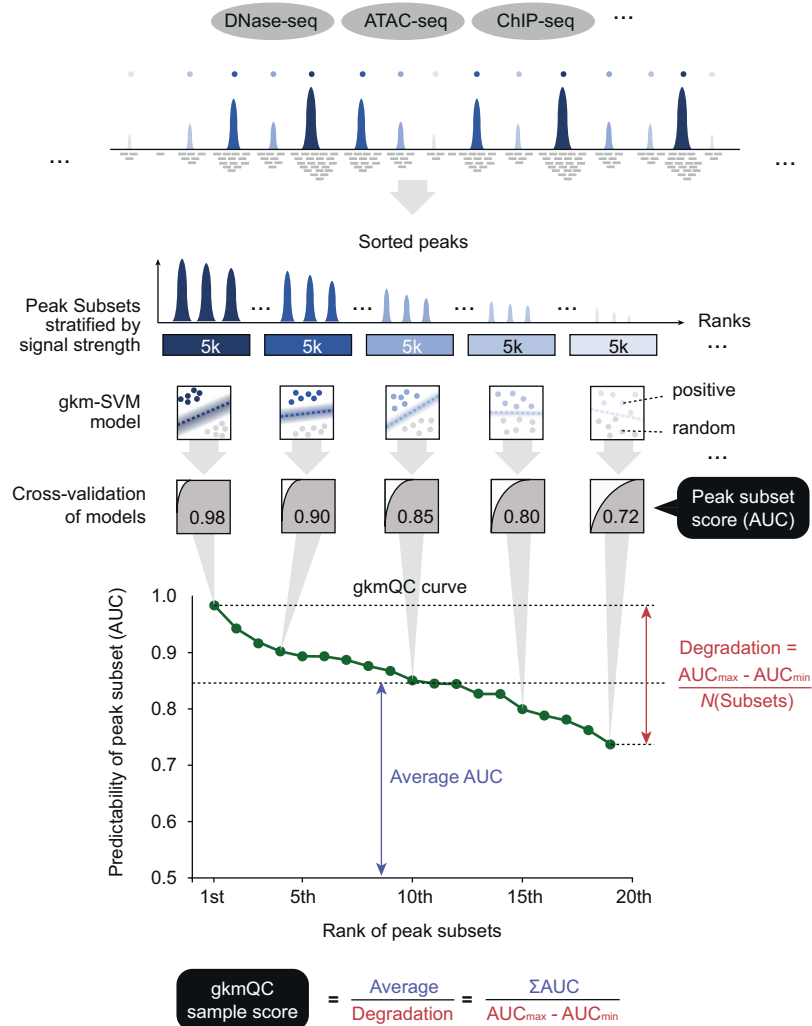 DNase-seq ATAC-seq ChIP-seq ...
... ...
Sorted peaks
Peak Subsets
stratified by
signal strength
... ... ... ...
Ranks
5k 5k 5k 5k 5k ...
gkm-SVM
model
positive
random
...
Cross-validation
of models
0.98 0.90 0.85 0.80 0.72
Peak subset
score (AUC)
gkmQC curve
Predictability of peak subset (AUC)
1.0
0.9
0.8
0.7
0.6
0.5
Average AUC
Degradation =
AUCmax - AUCmin
N(Subsets)
1st 5th 10th 15th 20th
Rank of peak subsets
gkmQC
sample score
= Average
Degradation
= ΣAUC
AUCmax - AUCmin